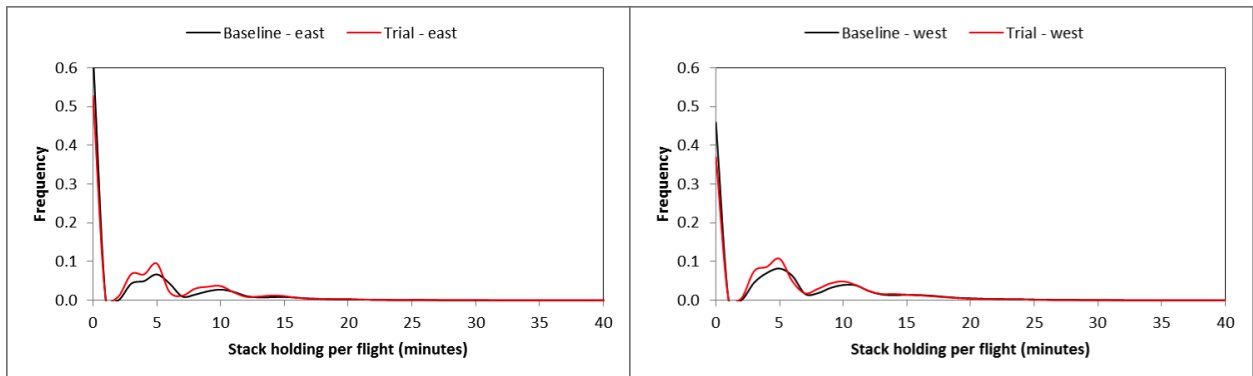 Baseline - east Trial - east
0.6
0.5
0.4
0.3
0.2
0.1
0.0
Frequency
0 5 10 15 20 25 30 35 40
Stack holding per flight (minutes)
Baseline - west Trial - west
0.6
0.5
0.4
0.3
0.2
0.1
0.0
Frequency
0 5 10 15 20 25 30 35 40
Stack holding per flight (minutes)